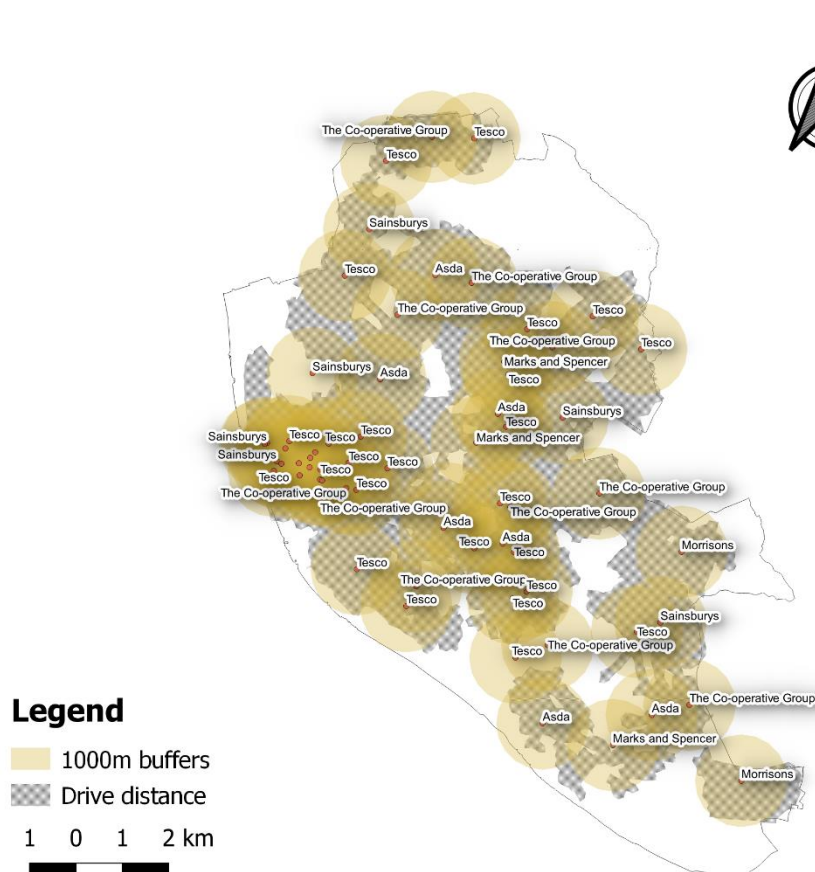 The Co-operative Group
Tesco
Tesco
Sainsburys
Tesco
Asda
The Co-operative Group
The Co-operative Group
Tesco
Tesco
The Co-operative Group
Tesco
Marks and Spencer
Sainsburys
Asda
Tesco
Asda
Sainsburys
Tesco
Tesco
Tesco
Tesco
Sainsburys
Marks and Spencer
Sainsburys
Tesco
Tesco
Tesco
Tesco
Tesco
The Co-operative Group
The Co-operative Group
Tesco
The Co-operative Group
The Co-operative Group
Asda
Asda
Tesco
Tesco
Morrisons
Tesco
The Co-operative Group
Tesco
Tesco
Tesco
Sainsburys
Tesco
The Co-operative Group
Tesco
The Co-operative Group
Asda
Asda
Marks and Spencer
Morrisons
Legend
1000m buffers
Drive distance
1 0 1 2 km